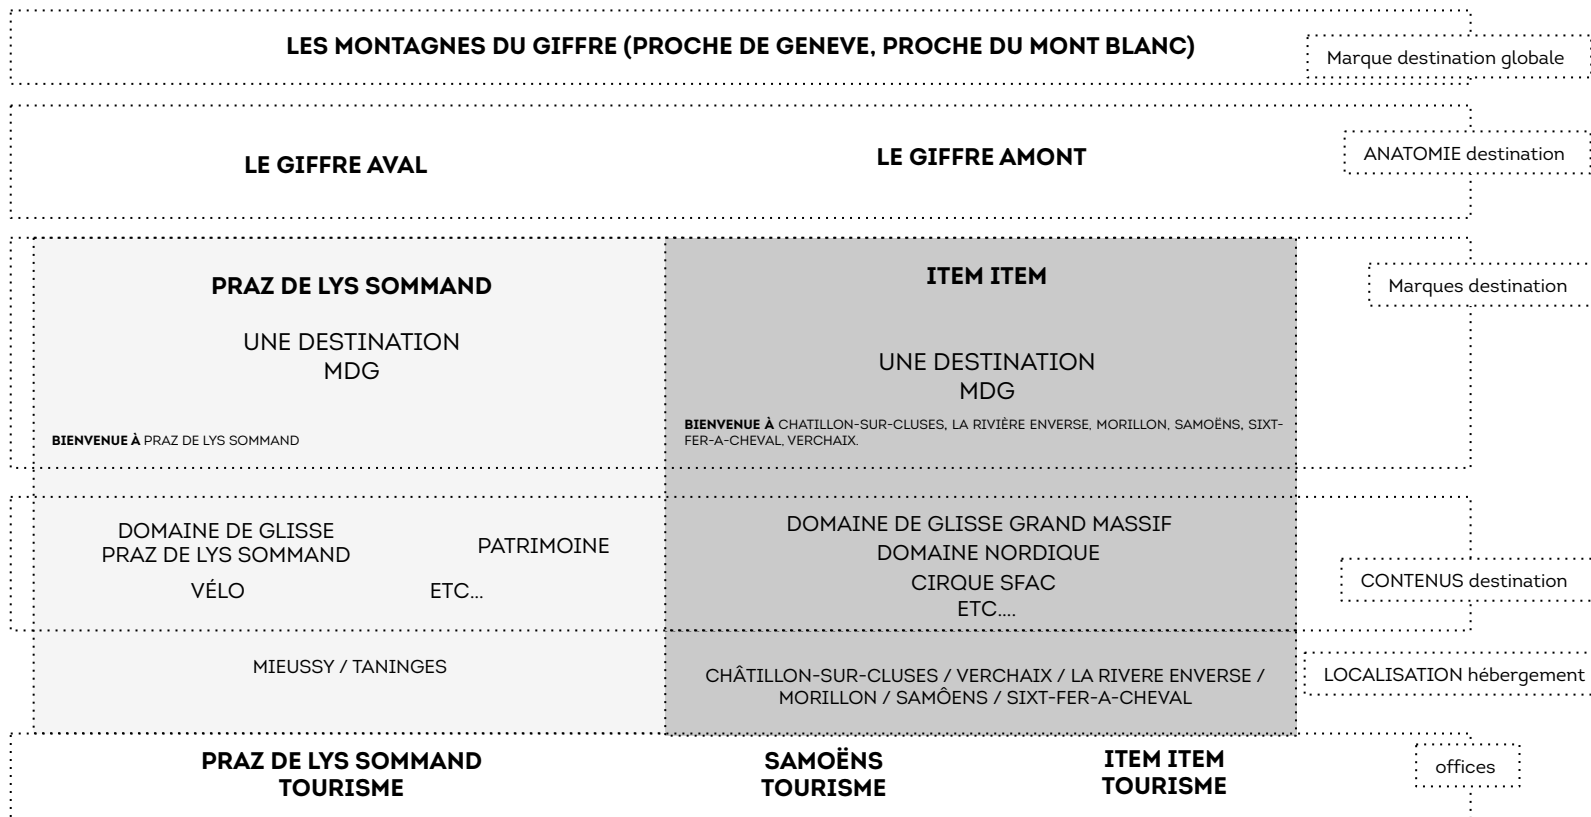 LES MONTAGNES DU GIFFRE (PROCHE DE GENEVE, PROCHE DU MONT BLANC)
Marque destination globale
LE GIFFRE AVAL
LE GIFFRE AMONT
ANATOMIE destination
PRAZ DE LYS SOMMAND
UNE DESTINATION
MDG
BIENVENUE À PRAZ DE LYS SOMMAND
ITEM ITEM
UNE DESTINATION
MDG
BIENVENUE À CHATILLON-SUR-CLUSES, LA RIVIÈRE ENVERSE, MORILLON, SAMOËNS, SIXT-
FER-A-CHEVAL, VERCHAIX.
Marques destination
DOMAINE DE GLISSE
PRAZ DE LYS SOMMAND
PATRIMOINE
VÉLO
ETC...
DOMAINE DE GLISSE GRAND MASSIF
DOMAINE NORDIQUE
CIRQUE SFAC
ETC....
CONTENUS destination
MIEUSSY / TANINGES
CHÂTILLON-SUR-CLUSES / VERCHAIX / LA RIVERE ENVERSE /
MORILLON / SAMÔENS / SIXT-FER-A-CHEVAL
LOCALISATION hébergement
PRAZ DE LYS SOMMAND
TOURISME
SAMOËNS
TOURISME
ITEM ITEM
TOURISME
offices